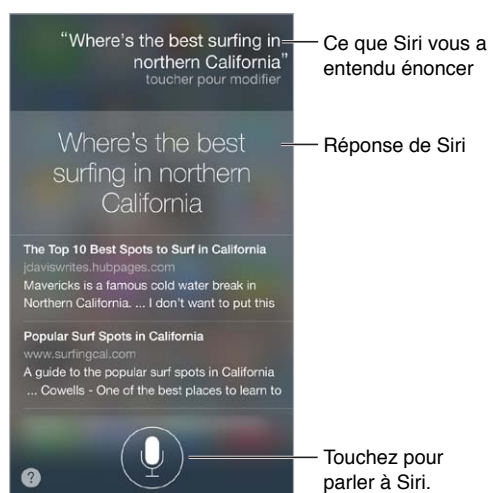 “Where's the best surfing in
northern California”
toucher pour modifier
Ce que Siri vous a
entendu énoncer
Where's the best
surfing in northern
California
Réponse de Siri
The Top 10 Best Spots to Surf in California
jdaviswrites.hubpages.com
Mavericks is a famous cold water break in
Northern California. ... I don't want to put this
Popular Surf Spots in California
www.surfingcal.com
A guide to the popular surf spots in California
... Cowells - One of the best places to learn to
?
Touchez pour
parler à Siri.